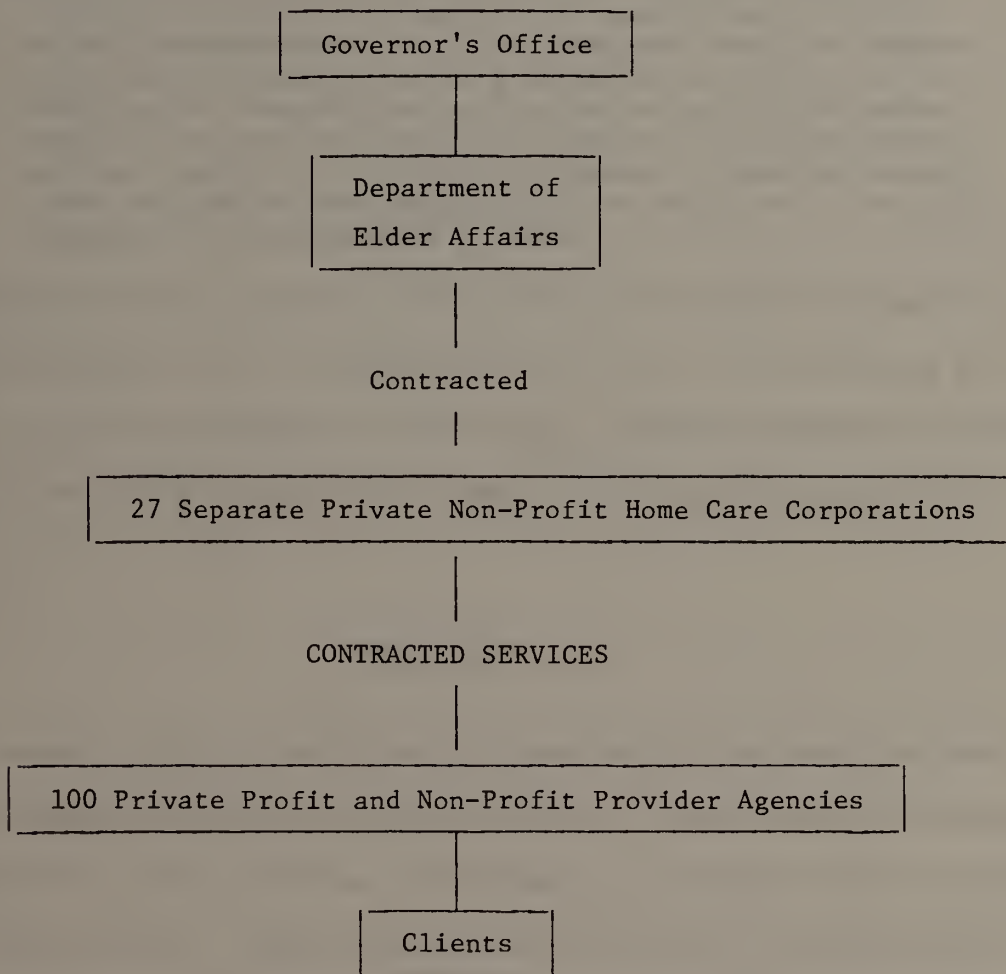 Governor's Office
Department of
Elder Affairs
Contracted
27 Separate Private Non-Profit Home Care Corporations
CONTRACTED SERVICES
100 Private Profit and Non-Profit Provider Agencies
Clients